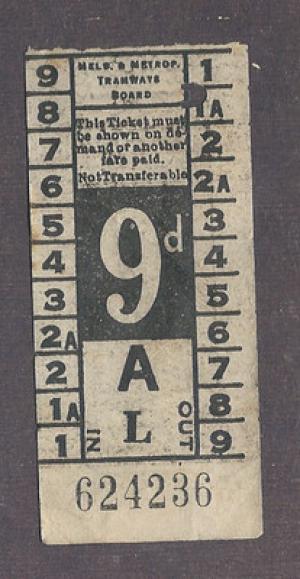 MELB. & METROP.
TRAMWAYS
BOARD
This Ticket must
be shown on de-
mand or another
fare paid.
Not Transferable
9
8
7
6
5
4
3
2A
2
1A
1
9d
A
L
IN
OUT
1
1A
2
2A
3
4
5
6
7
8
9
624236